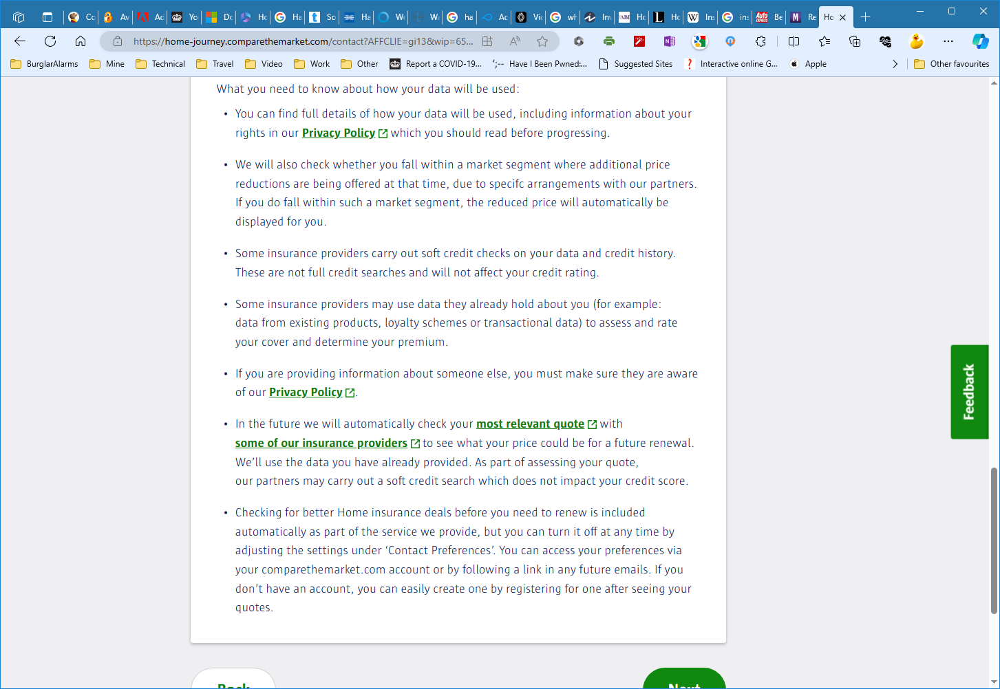 Cc
Av
Ad
Yo
Dc
Hc
Ha
So
Ha
We
Wa
ha
Ac
Vic
wh
Inv
Ho
Ho
Ins
ins
Be
Re
Ho
https://home-journey.comparethemarket.com/contact?AFFCLIE=gi13&wip=65...
BurglarAlarms Mine Technical Travel Video Work Other Report a COVID-19... Have I Been Pwned:... Suggested Sites Interactive online G... Apple Other favourites
What you need to know about how your data will be used:
• You can find full details of how your data will be used, including information about your
rights in our Privacy Policy which you should read before progressing.
• We will also check whether you fall within a market segment where additional price
reductions are being offered at that time, due to specifc arrangements with our partners.
If you do fall within such a market segment, the reduced price will automatically be
displayed for you.
• Some insurance providers carry out soft credit checks on your data and credit history.
These are not full credit searches and will not affect your credit rating.
• Some insurance providers may use data they already hold about you (for example:
data from existing products, loyalty schemes or transactional data) to assess and rate
your cover and determine your premium.
• If you are providing information about someone else, you must make sure they are aware
of our Privacy Policy.
• In the future we will automatically check your most relevant quote with
some of our insurance providers to see what your price could be for a future renewal.
We’ll use the data you have already provided. As part of assessing your quote,
our partners may carry out a soft credit search which does not impact your credit score.
• Checking for better Home insurance deals before you need to renew is included
automatically as part of the service we provide, but you can turn it off at any time by
adjusting the settings under ‘Contact Preferences’. You can access your preferences via
your comparethemarket.com account or by following a link in any future emails. If you
don’t have an account, you can easily create one by registering for one after seeing your
quotes.
Feedback
Back
Next